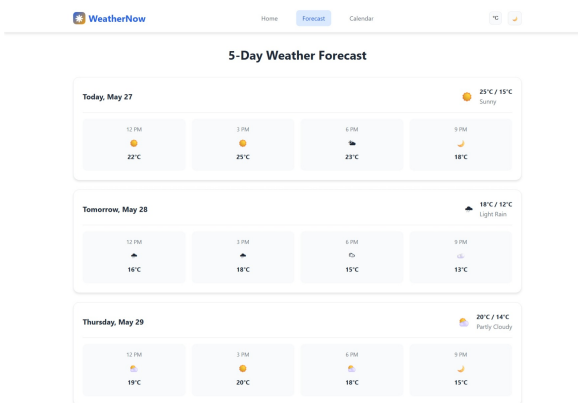 WeatherNow
Home Forecast Calendar °C
5-Day Weather Forecast
Today, May 27
25°C / 15°C
Sunny
12 PM 3 PM 6 PM 9 PM
22°C 25°C 23°C 18°C
Tomorrow, May 28
18°C / 12°C
Light Rain
12 PM 3 PM 6 PM 9 PM
16°C 18°C 15°C 13°C
Thursday, May 29
20°C / 14°C
Partly Cloudy
12 PM 3 PM 6 PM 9 PM
19°C 20°C 18°C 15°C